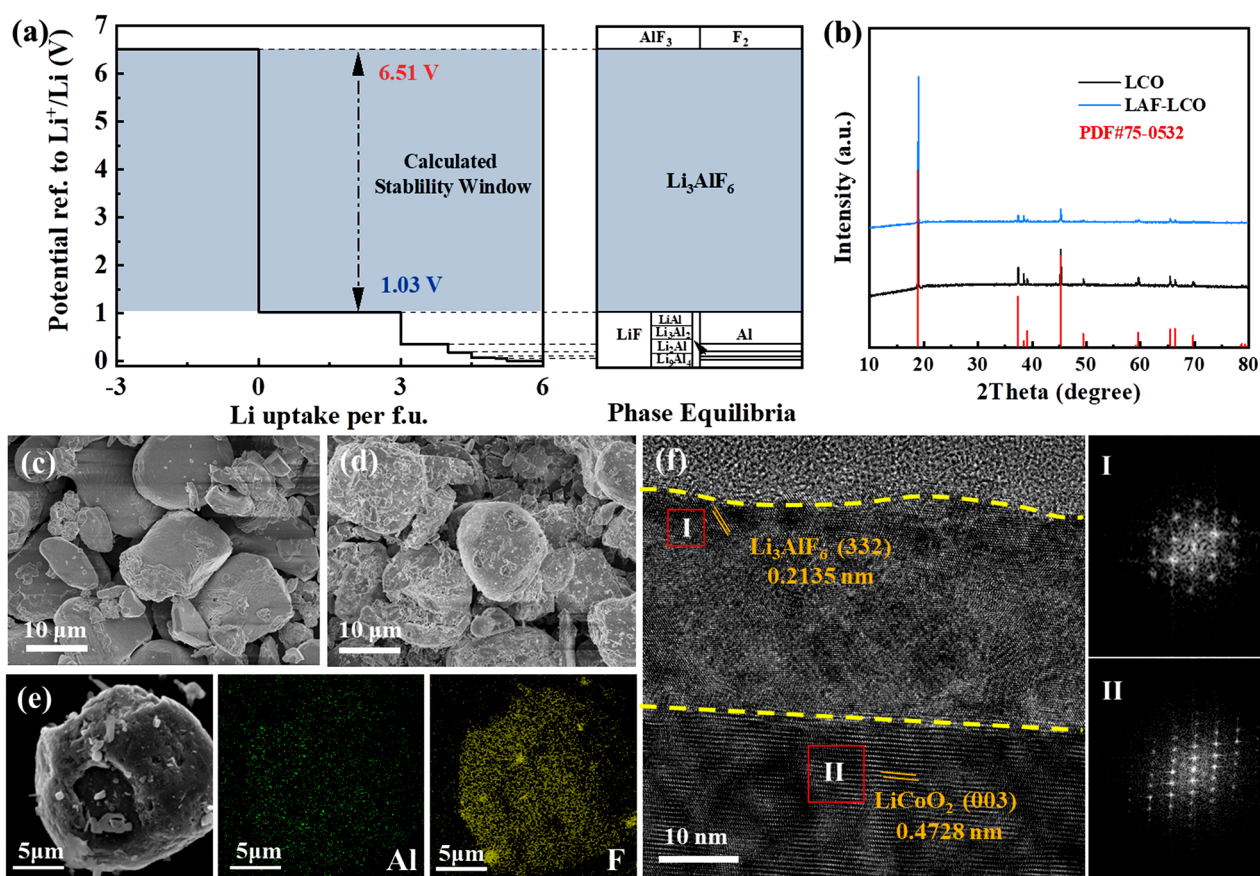 (a)
7
6
5
4
3
2
1
0
Potential ref. to Li⁺/Li (V)
6.51 V
Calculated
Stablility Window
1.03 V
-3
0
3
6
Li uptake per f.u.
AlF₃
F₂
Li₃AlF₆
LiF
LiAl
Li₃Al₂
Li₂Al
Li₉Al₄
Al
Phase Equilibria
(b)
Intensity (a.u.)
LCO
LAF-LCO
PDF#75-0532
10 20 30 40 50 60 70 80
2Theta (degree)
(c)
10 μm
(d)
10 μm
(e)
5μm
5μm
Al
5μm
F
(f)
I
Li₃AlF₆ (332)
0.2135 nm
II
LiCoO₂ (003)
0.4728 nm
10 nm
I
II